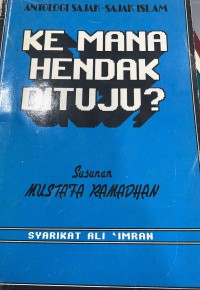 ANTOLOGI SAJAK-SAJAK ISLAM
KE MANA
HENDAK
DITUJU?
Susunan
MUSTAFA RAMADHAN
SYARIKAT ALI 'IMRAN